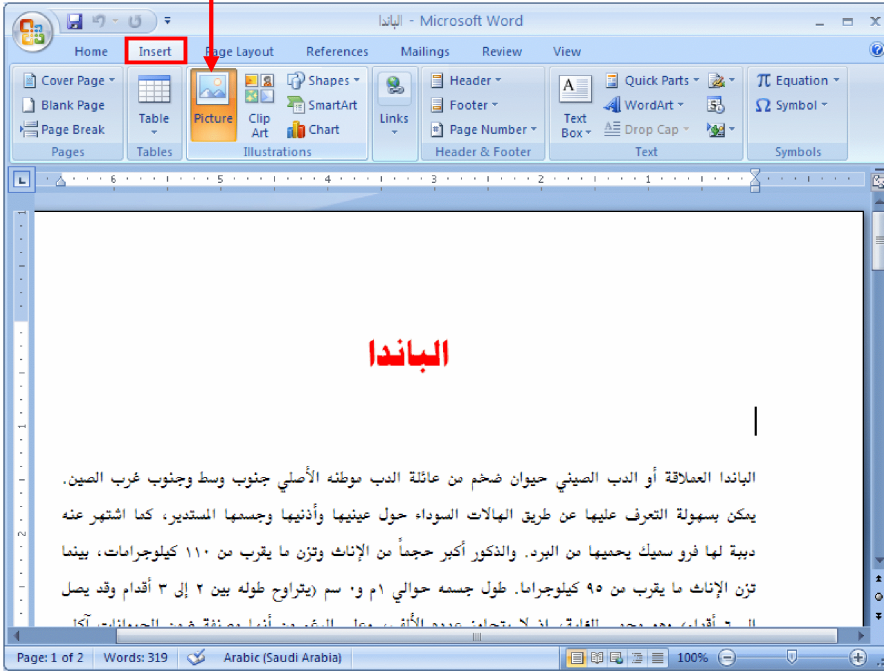 الباندا - Microsoft Word
Home Insert Page Layout References Mailings Review View
Cover Page
Blank Page
Page Break
Pages
Table
Tables
Picture
Clip Art
Shapes
SmartArt
Chart
Illustrations
Links
Header
Footer
Page Number
Header & Footer
Text Box
Quick Parts
WordArt
Drop Cap
Text
π Equation
Ω Symbol
Symbols
6 5 4 3 2 1
الباندا
الباندا العملاقة أو الدب الصيني حيوان ضخم من عائلة الدب موطنه الأصلي جنوب وسط وجنوب غرب الصين.
يمكن بسهولة التعرف عليها عن طريق الهالات السوداء حول عينيها وأذنيها وجسمها المستدير، كما اشتهر عنه
دببة لها فرو سميك يحميها من البرد. والذكور أكبر حجماً من الإناث وتزن ما يقرب من ١١٠ كيلوجرامات، بينما
تزن الإناث ما يقرب من ٩٥ كيلوجراما. طول جسمه حوالي ١م و٠ سم (يتراوح طوله بين ٢ إلى ٣ أقدام وقد يصل
Page: 1 of 2 Words: 319 Arabic (Saudi Arabia) 100%